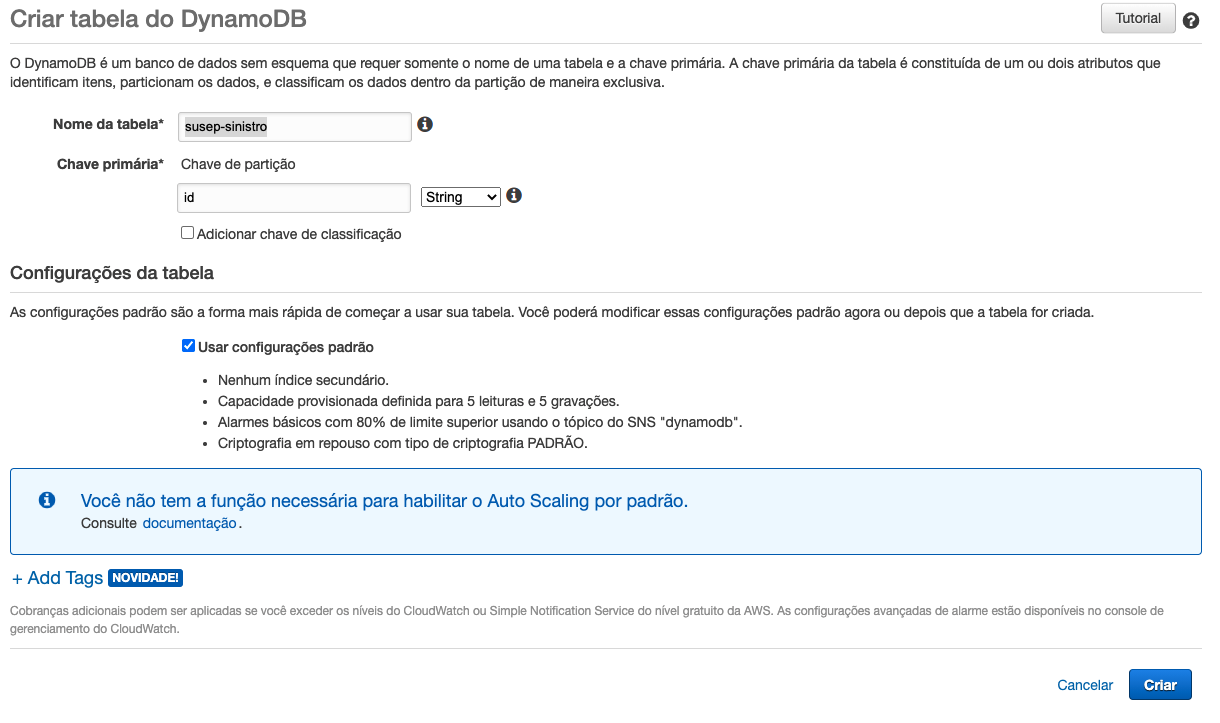 Criar tabela do DynamoDB
Tutorial
O DynamoDB é um banco de dados sem esquema que requer somente o nome de uma tabela e a chave primária. A chave primária da tabela é constituída de um ou dois atributos que
identificam itens, particionam os dados, e classificam os dados dentro da partição de maneira exclusiva.
Nome da tabela* susep-sinistro
Chave primária* Chave de partição
id String
Adicionar chave de classificação
Configurações da tabela
As configurações padrão são a forma mais rápida de começar a usar sua tabela. Você poderá modificar essas configurações padrão agora ou depois que a tabela for criada.
Usar configurações padrão
• Nenhum índice secundário.
• Capacidade provisionada definida para 5 leituras e 5 gravações.
• Alarmes básicos com 80% de limite superior usando o tópico do SNS "dynamodb".
• Criptografia em repouso com tipo de criptografia PADRÃO.
Você não tem a função necessária para habilitar o Auto Scaling por padrão.
Consulte documentação.
+ Add Tags NOVIDADE!
Cobranças adicionais podem ser aplicadas se você exceder os níveis do CloudWatch ou Simple Notification Service do nível gratuito da AWS. As configurações avançadas de alarme estão disponíveis no console de
gerenciamento do CloudWatch.
Cancelar Criar